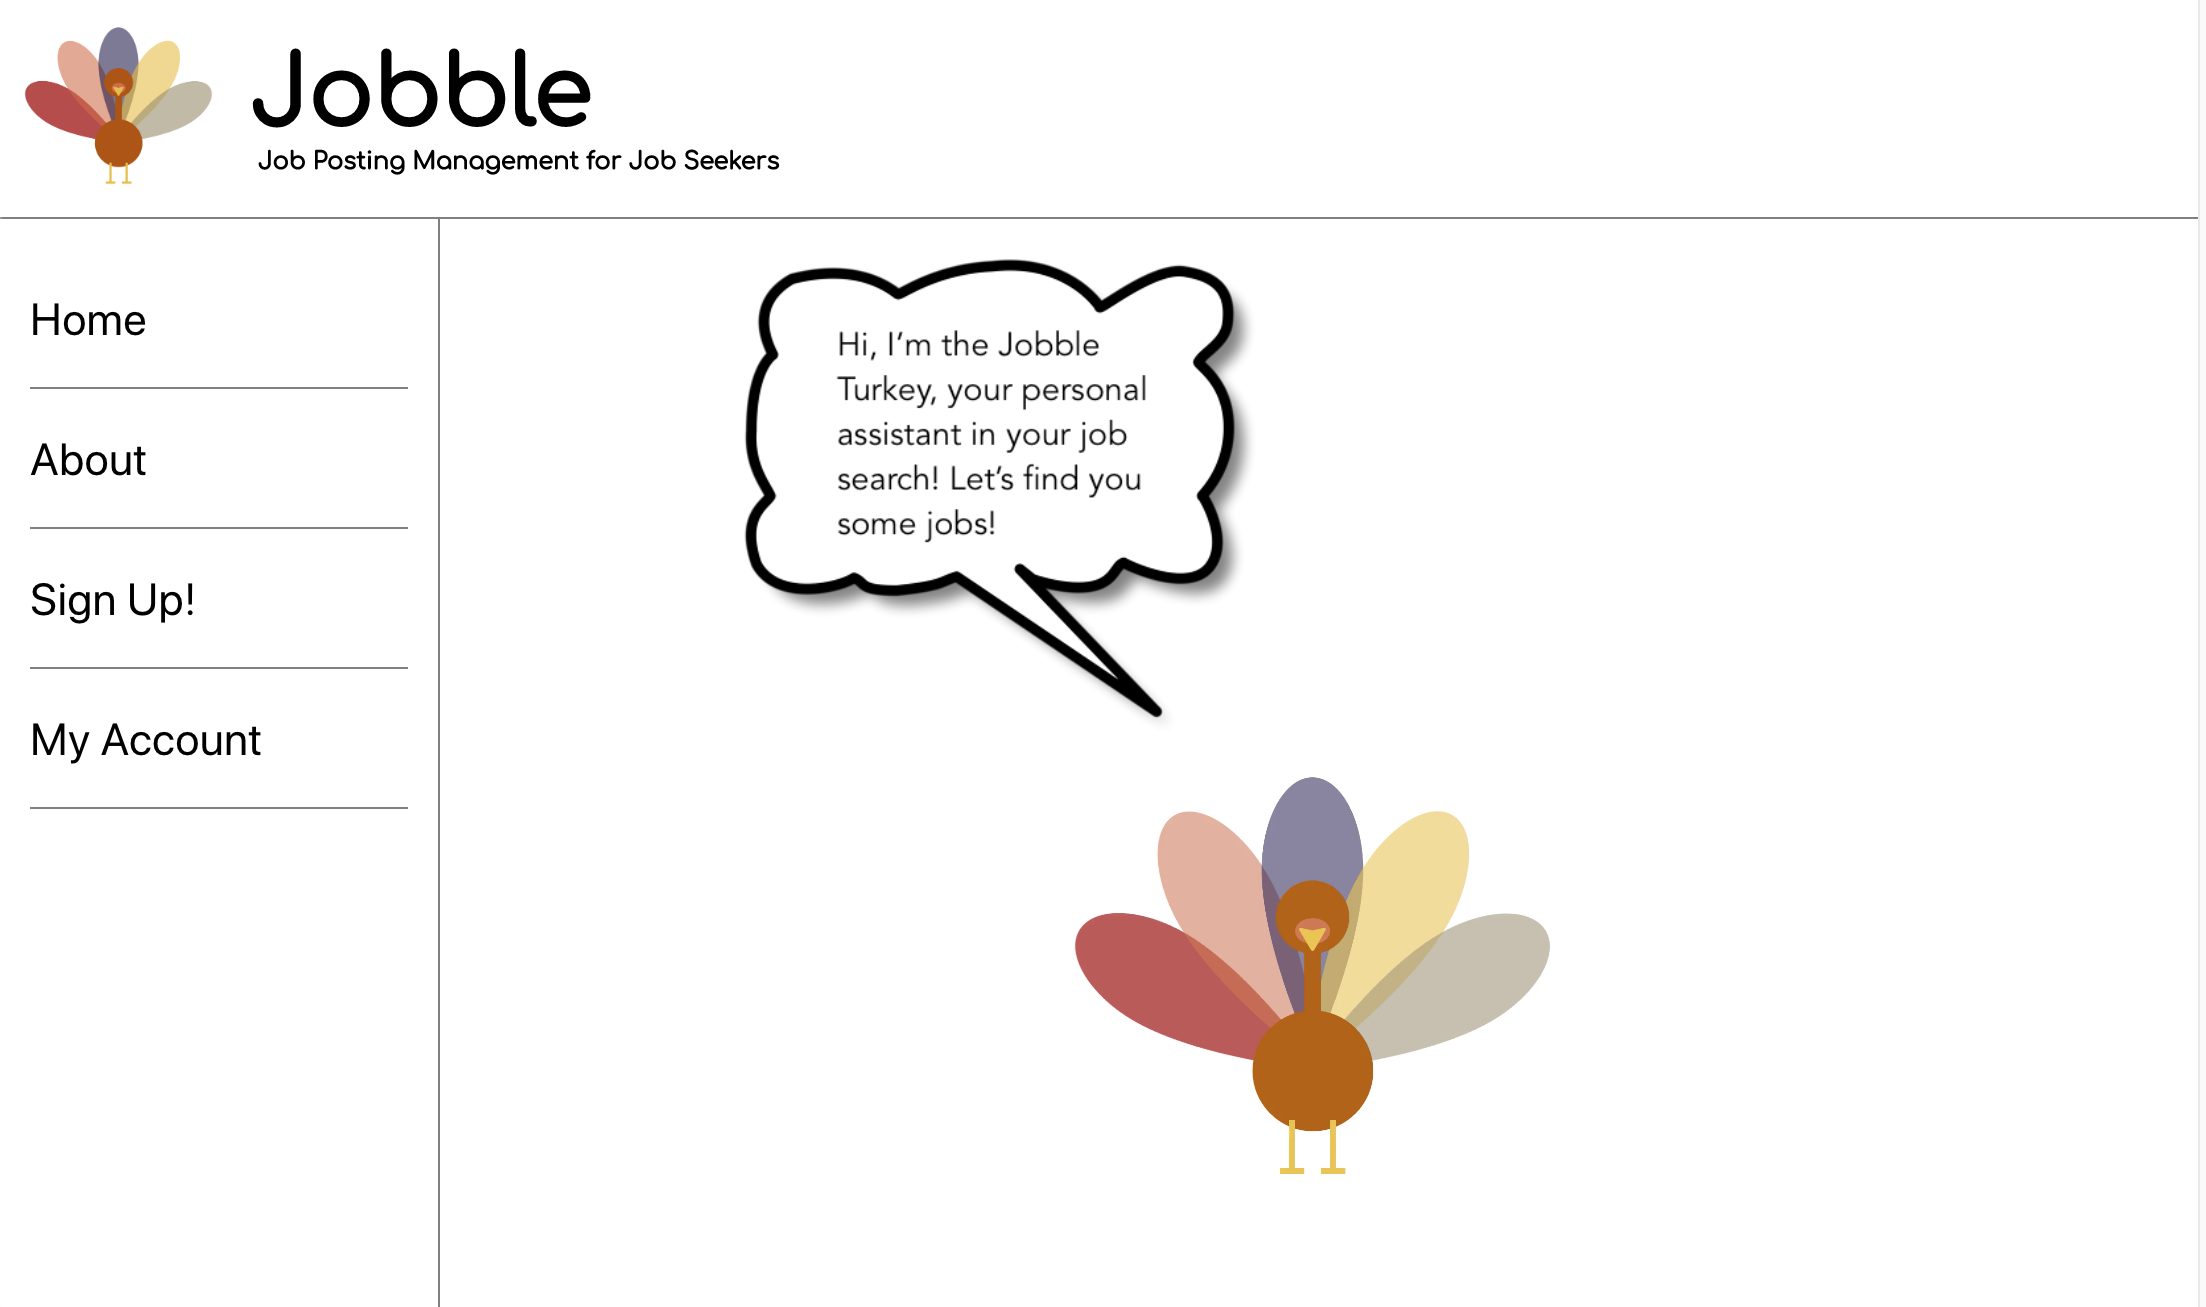 Jobble
Job Posting Management for Job Seekers
Home
About
Sign Up!
My Account
Hi, I’m the Jobble
Turkey, your personal
assistant in your job
search! Let’s find you
some jobs!